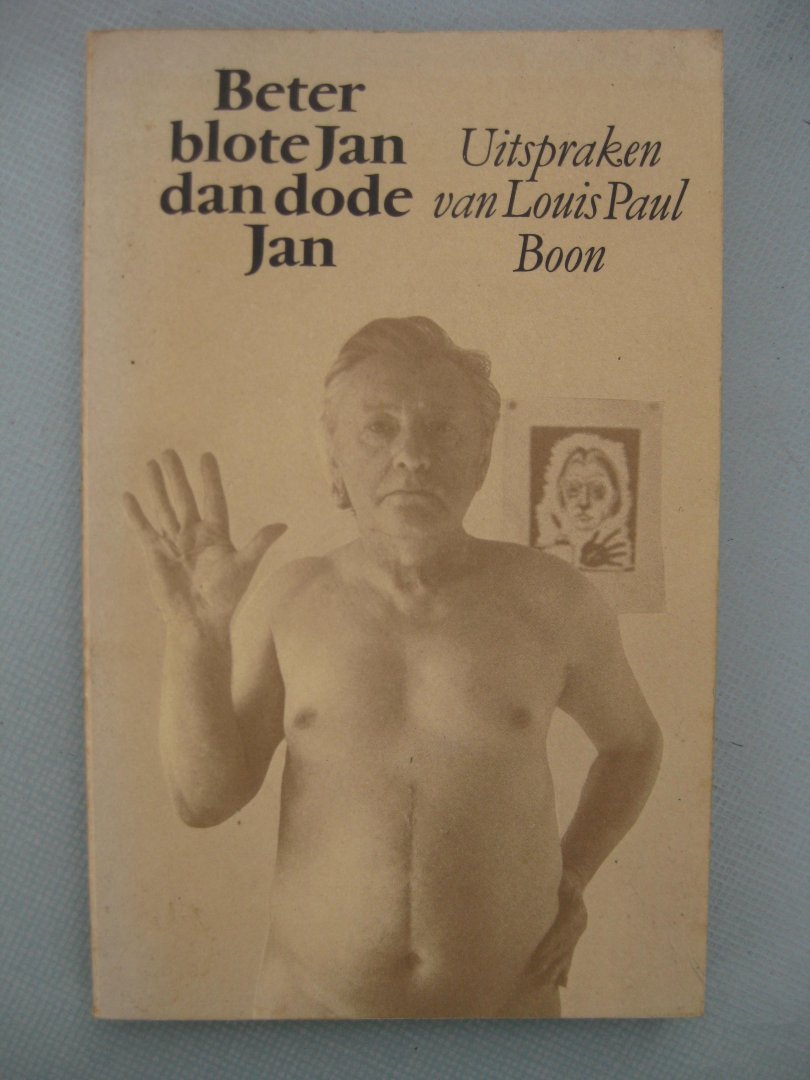 Beter
blote Jan
dan dode
Jan
Uitspraken
van Louis Paul
Boon